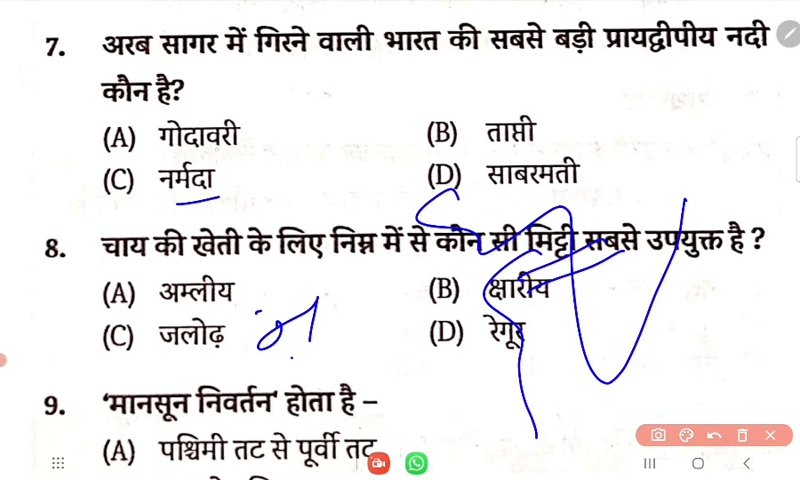 7. अरब सागर में गिरने वाली भारत की सबसे बड़ी प्रायद्वीपीय नदी
कौन है?
(A) गोदावरी (B) ताप्ती
(C) नर्मदा (D) साबरमती
8. चाय की खेती के लिए निम्न में से कौन सी मिट्टी सबसे उपयुक्त है ?
(A) अम्लीय (B) क्षारीय
(C) जलोढ़ (D) रेगूर
9. ‘मानसून निवर्तन’ होता है –
(A) पश्चिमी तट से पूर्वी तट